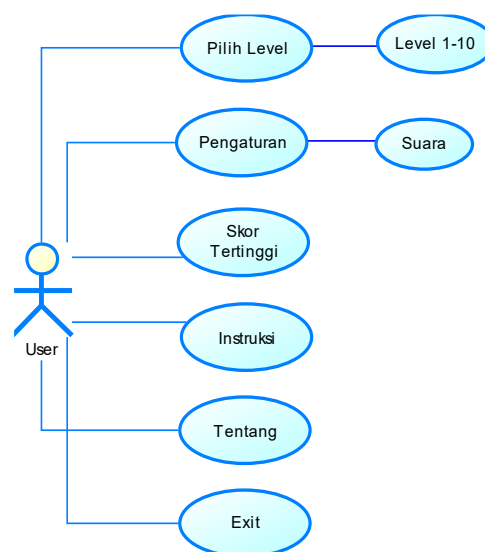 Pilih Level
Level 1-10
Pengaturan
Suara
Skor
Tertinggi
User
Instruksi
Tentang
Exit